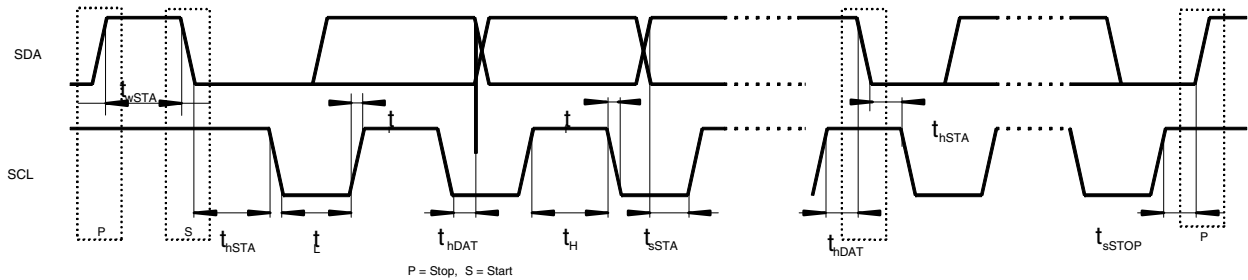 SDA
t wSTA
t
t
t hSTA
SCL
P
S
t hSTA
t L
t hDAT
t H
t sSTA
t hDAT
t sSTOP
P
P = Stop, S = Start